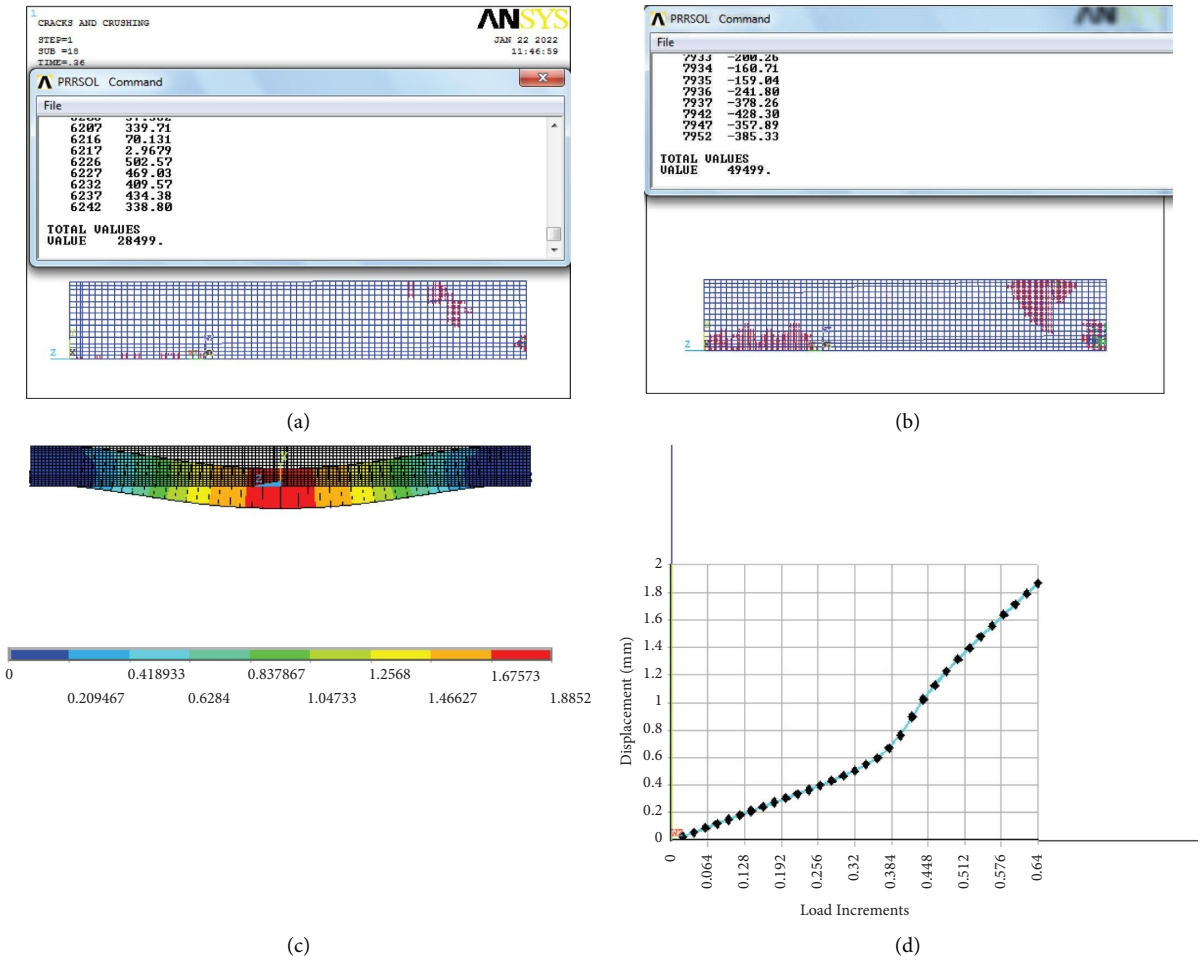 1
CRACKS AND CRUSHING
STEP=1
SUB =18
TIME=.36
ANSYS
JAN 22 2022
11:46:59
PRRSOL Command
File
6207 339.71
6216 70.131
6217 2.9679
6226 502.57
6227 469.03
6232 409.57
6237 434.38
6242 338.80
TOTAL VALUES
VALUE 28499.
Y
Z X
(a)
PRRSOL Command
File
7933 -200.26
7934 -160.71
7935 -159.04
7936 -241.80
7937 -378.26
7942 -428.30
7947 -357.89
7952 -385.33
TOTAL VALUES
VALUE 49499.
Z
(b)
0 0.418933 0.837867 1.2568 1.67573
0.209467 0.6284 1.04733 1.46627 1.8852
(c)
Displacement (mm)
2
1.8
1.6
1.4
1.2
1
0.8
0.6
0.4
0.2
0
0 0.064 0.128 0.192 0.256 0.32 0.384 0.448 0.512 0.576 0.64
Load Increments
(d)